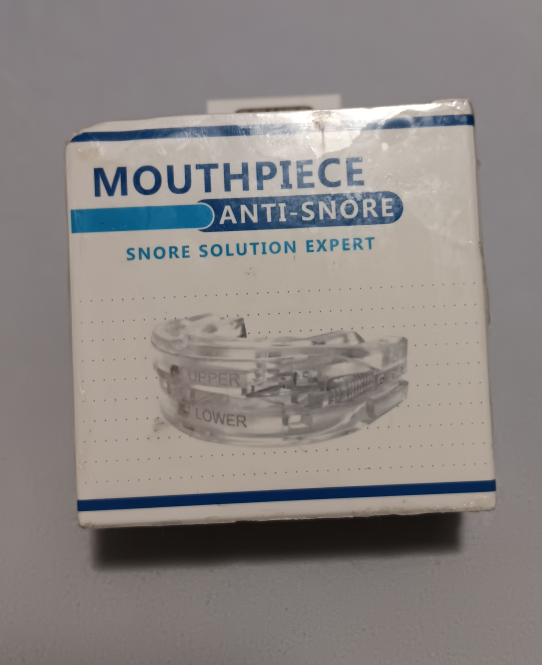 MOUTHPIECE
ANTI-SNORE
SNORE SOLUTION EXPERT
UPPER
LOWER